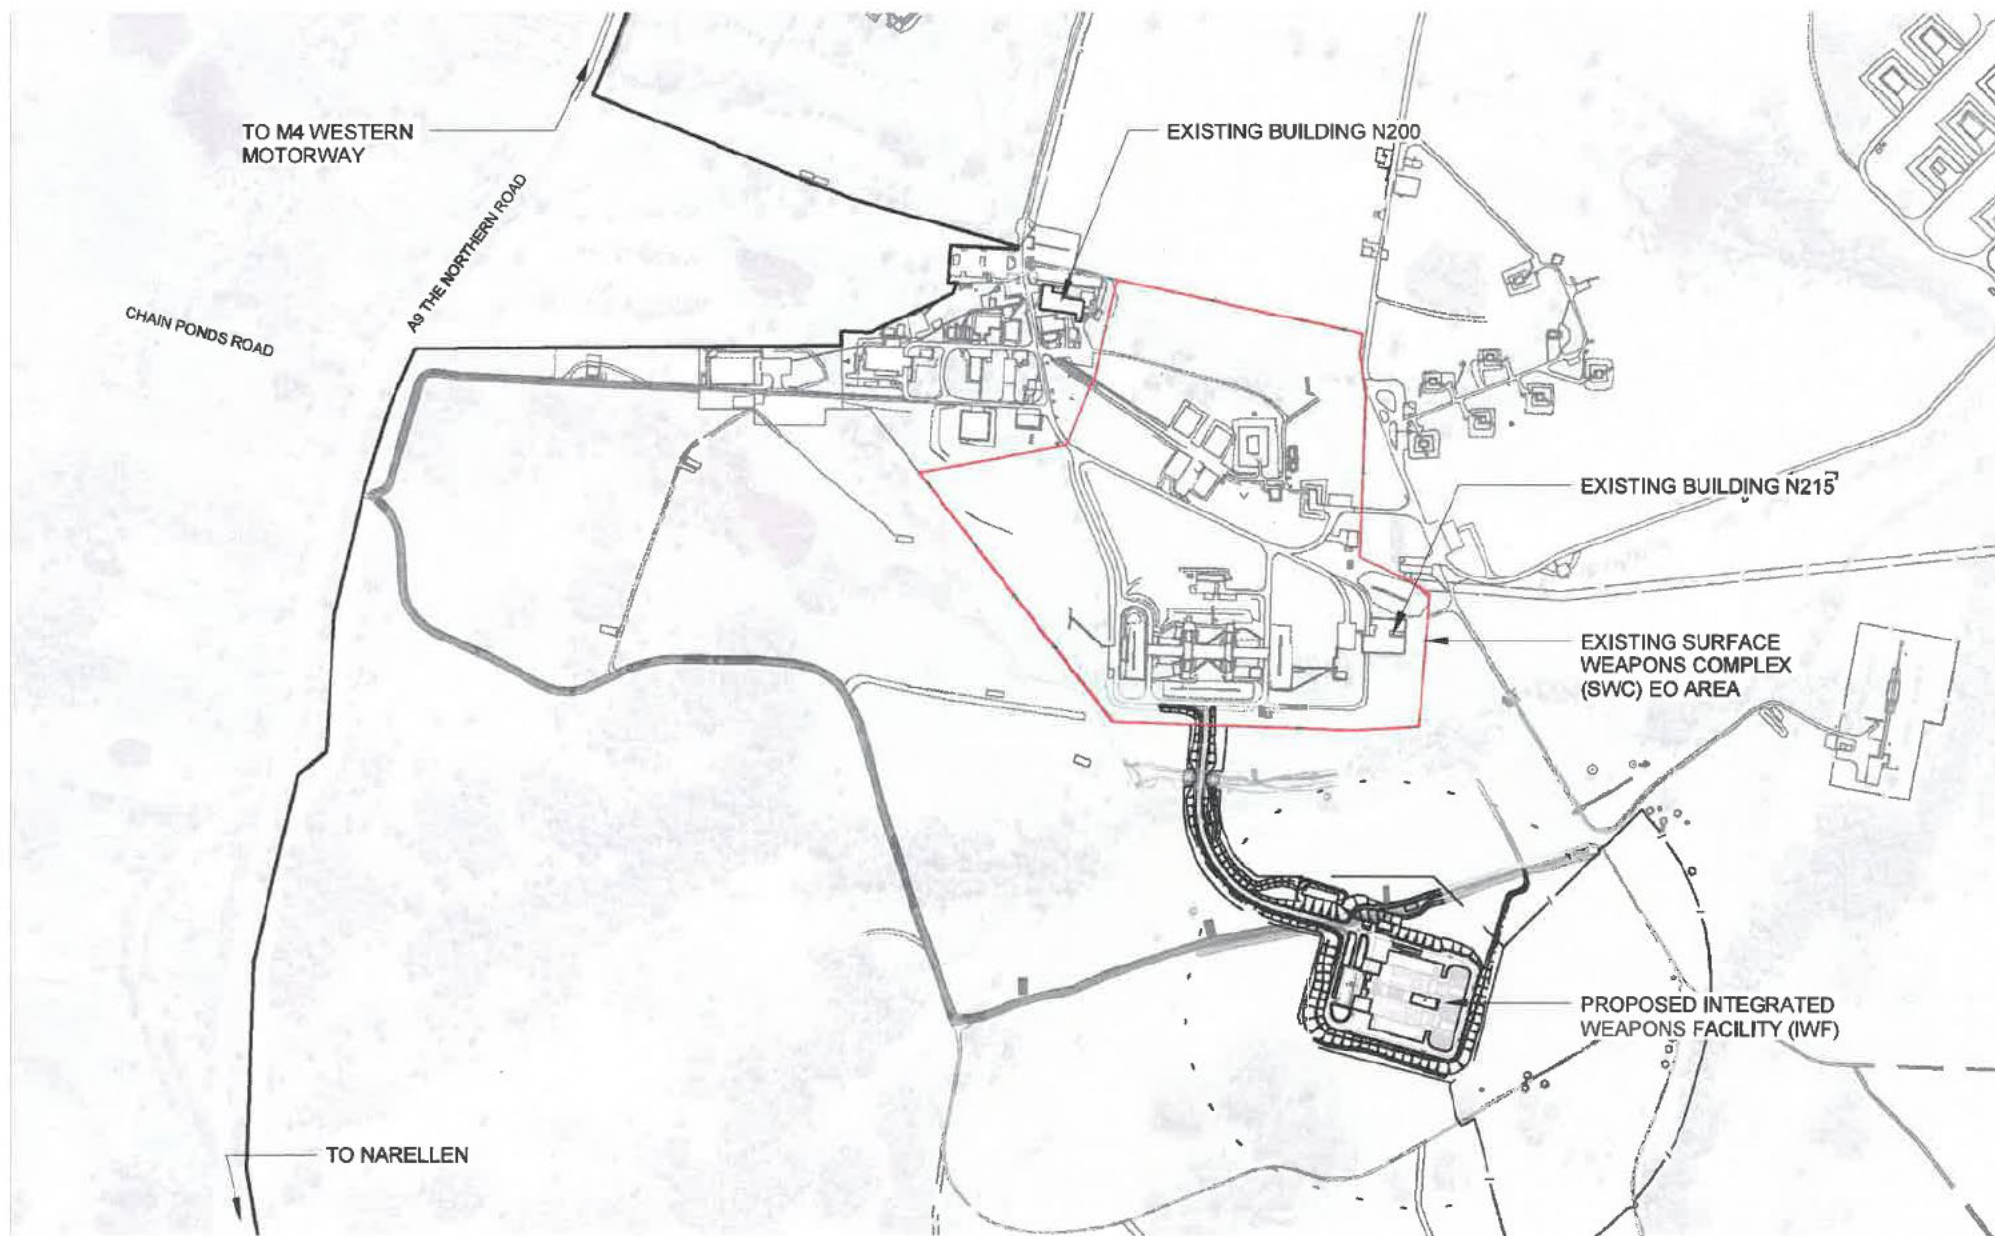 TO M4 WESTERN
MOTORWAY
EXISTING BUILDING N200
A9 THE NORTHERN ROAD
CHAIN PONDS ROAD
EXISTING BUILDING N215
EXISTING SURFACE
WEAPONS COMPLEX
(SWC) EO AREA
PROPOSED INTEGRATED
WEAPONS FACILITY (IWF)
TO NARELLEN